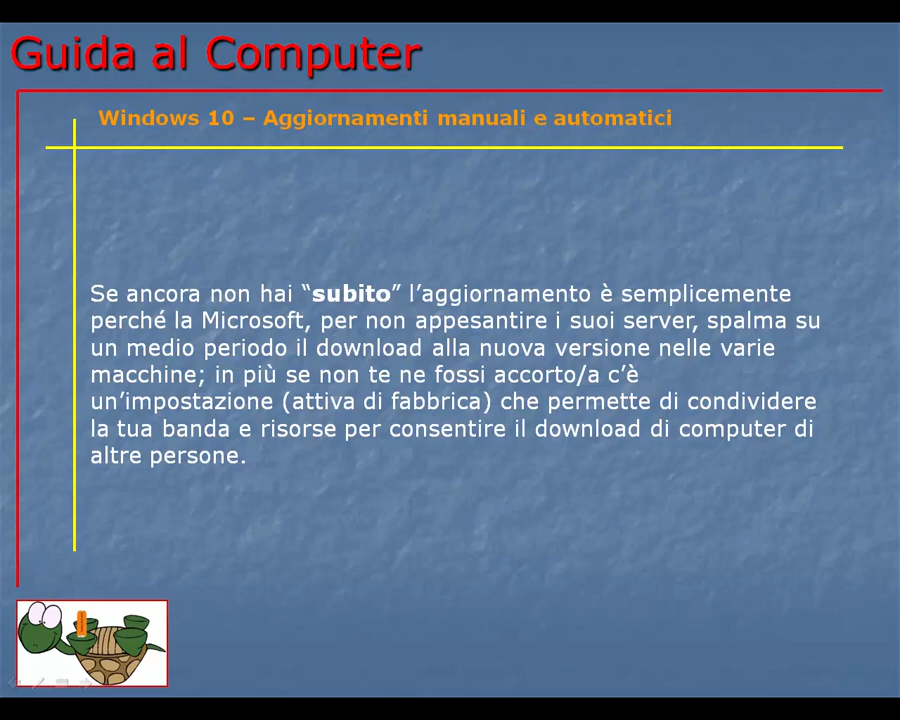 Guida al Computer
Windows 10 – Aggiornamenti manuali e automatici
Se ancora non hai “subito” l’aggiornamento è semplicemente
perché la Microsoft, per non appesantire i suoi server, spalma su
un medio periodo il download alla nuova versione nelle varie
macchine; in più se non te ne fossi accorto/a c’è
un’impostazione (attiva di fabbrica) che permette di condividere
la tua banda e risorse per consentire il download di computer di
altre persone.